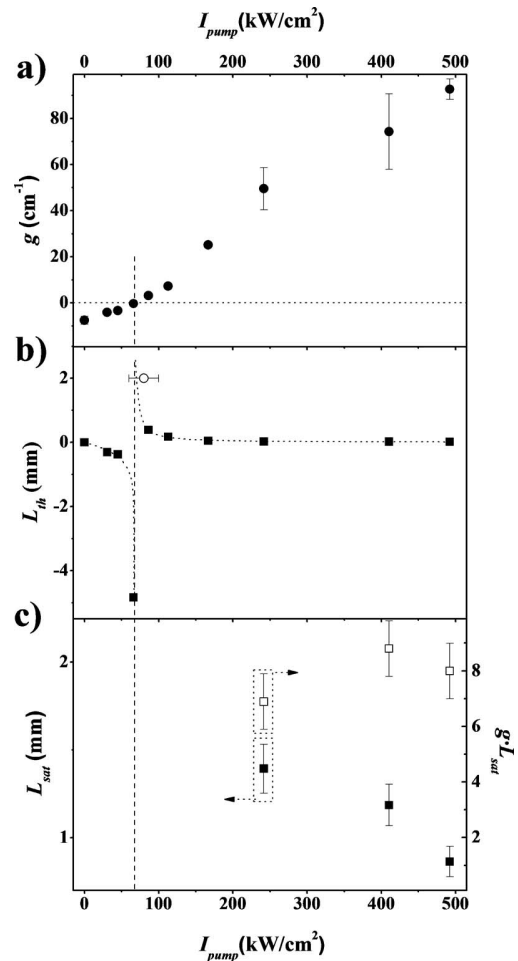 I_pump(kW/cm²)
0 100 200 300 400 500
a)
80
60
40
20
0
g (cm⁻¹)
b)
2
0
-2
-4
L_th (mm)
c)
2
1
L_sat (mm)
8
6
4
2
g·L_sat
0 100 200 300 400 500
I_pump(kW/cm²)